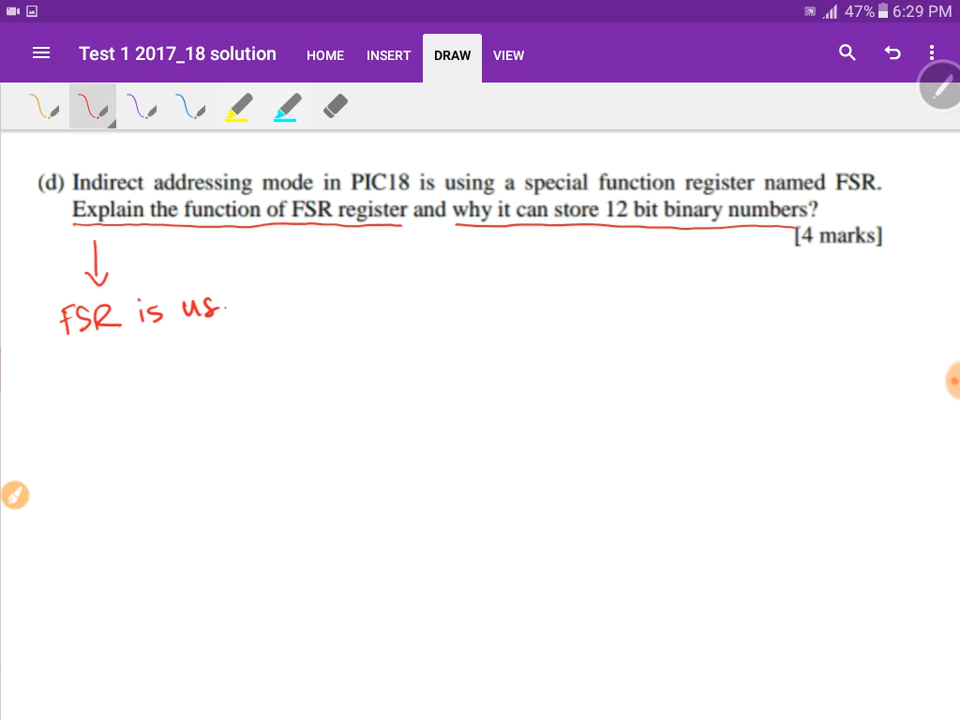 47% 6:29 PM
Test 1 2017_18 solution HOME INSERT DRAW VIEW
(d) Indirect addressing mode in PIC18 is using a special function register named FSR.
Explain the function of FSR register and why it can store 12 bit binary numbers?
[4 marks]
FSR is us